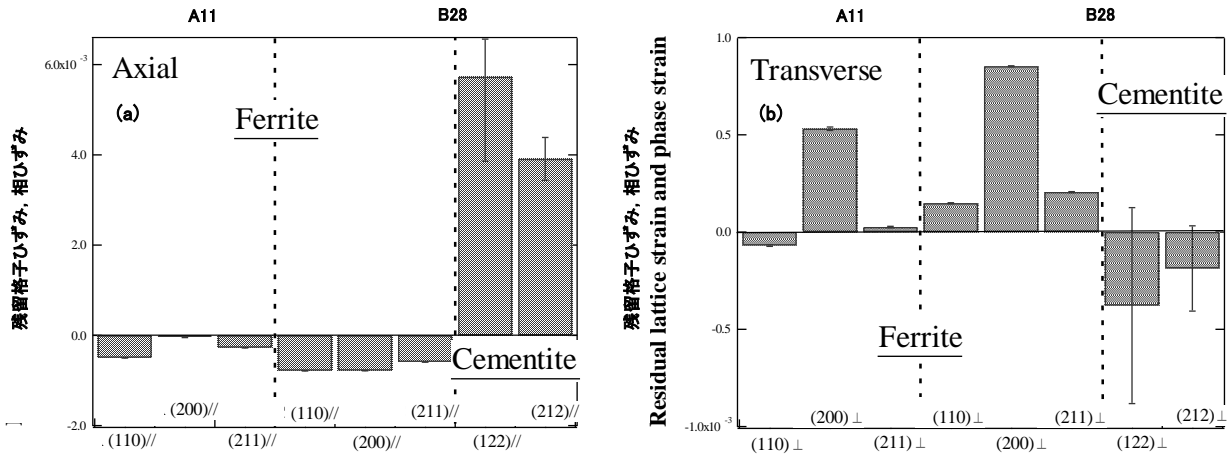 A11
B28
Axial
(a)
Ferrite
Cementite
残留格子ひずみ, 相ひずみ
6.0x10⁻³
4.0
2.0
0.0
-2.0
(110)//
(200)//
(211)//
(110)//
(200)//
(211)//
(122)//
(212)//
A11
B28
Transverse
(b)
Cementite
Ferrite
残留格子ひずみ, 相ひずみ
Residual lattice strain and phase strain
1.0
0.5
0.0
-0.5
-1.0x10⁻³
(110)⊥
(200)⊥
(211)⊥
(110)⊥
(200)⊥
(211)⊥
(122)⊥
(212)⊥